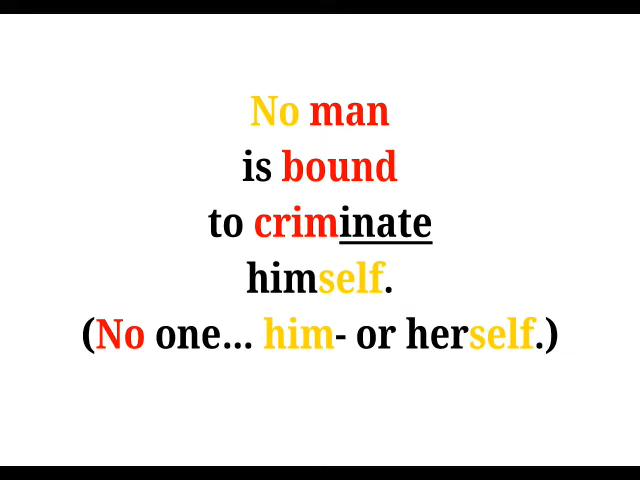 No man
is bound
to criminate
himself.
(No one... him- or herself.)